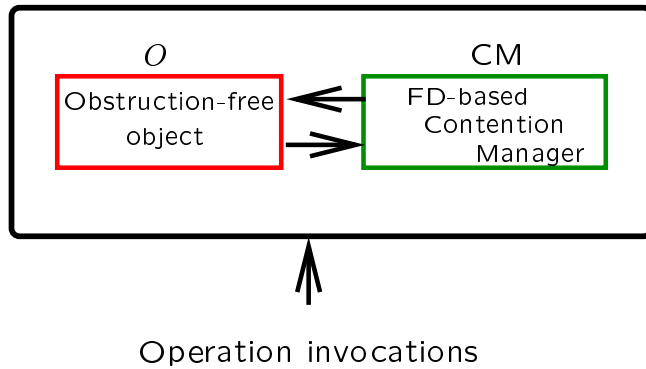 O
CM
Obstruction-free
object
FD-based
Contention
Manager
Operation invocations